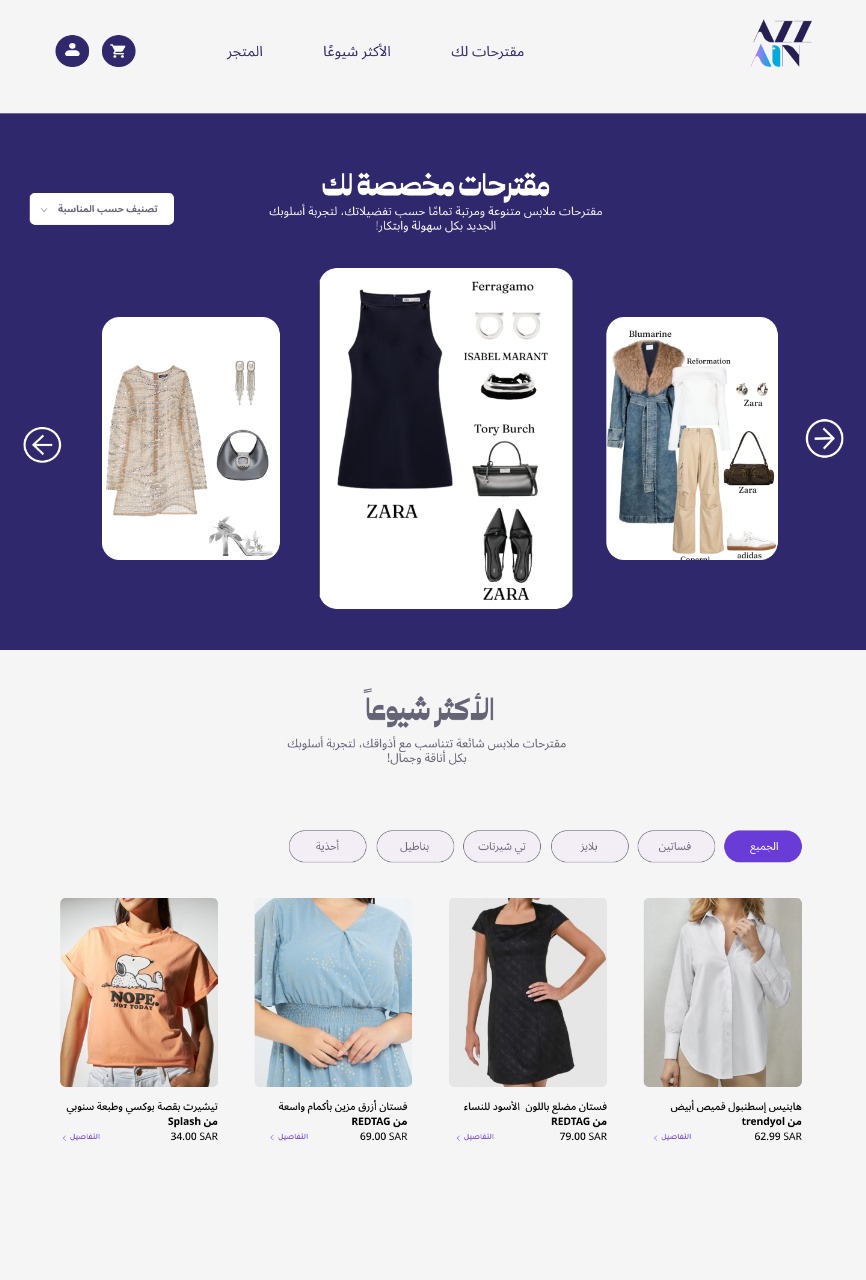 AZZ
AIN
مقترحات لك
الأكثر شيوعًا
المتجر
مقترحات مخصصة لك
مقترحات ملابس متنوعة ومرتبة تمامًا حسب تفضيلاتك، لتجربة أسلوبك
الجديد بكل سهولة وابتكار!
تصنيف حسب المناسبة
Blumarine
Reformation
Zara
Zara
adidas
Coperni
Ferragamo
ISABEL MARANT
Tory Burch
ZARA
ZARA
الأكثر شيوعاً
مقترحات ملابس شائعة تتناسب مع أذواقك، لتجربة أسلوبك
بكل أناقة وجمال!
الجميع
فساتين
بلايز
تي شيرتات
بناطيل
أحذية
NOPE.
NOT TODAY
هابنيس إسطنبول قميص أبيض
من trendyol
62.99 SAR
التفاصيل
فستان مضلع باللون الأسود للنساء
من REDTAG
79.00 SAR
التفاصيل
فستان أزرق مزين بأكمام واسعة
من REDTAG
69.00 SAR
التفاصيل
تيشيرت بقصة بوكسي وطبعة سنوبي
من Splash
34.00 SAR
التفاصيل